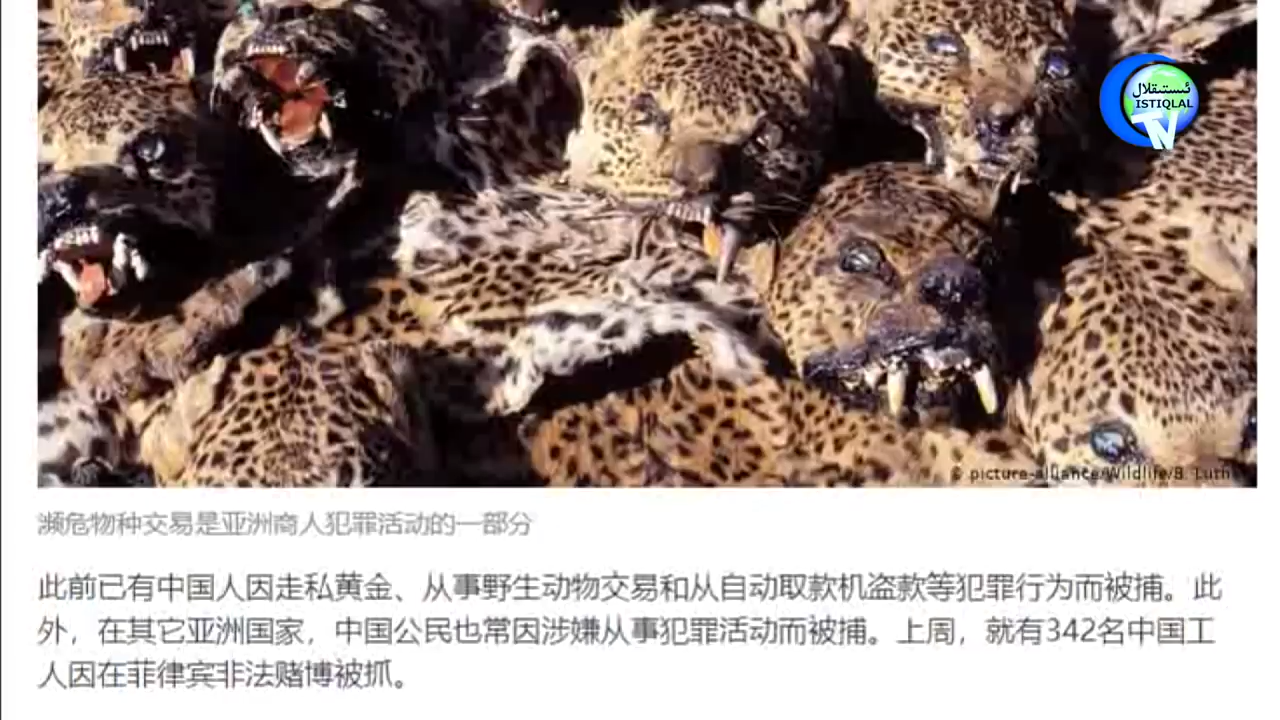 ئىستىقلال
ISTIQLAL
TV
© picture-alliance/Wildlife/B. Luth
濒危物种交易是亚洲商人犯罪活动的一部分
此前已有中国人因走私黄金、从事野生动物交易和从自动取款机盗款等犯罪行为而被捕。此
外，在其它亚洲国家，中国公民也常因涉嫌从事犯罪活动而被捕。上周，就有342名中国工
人因在菲律宾非法赌博被抓。